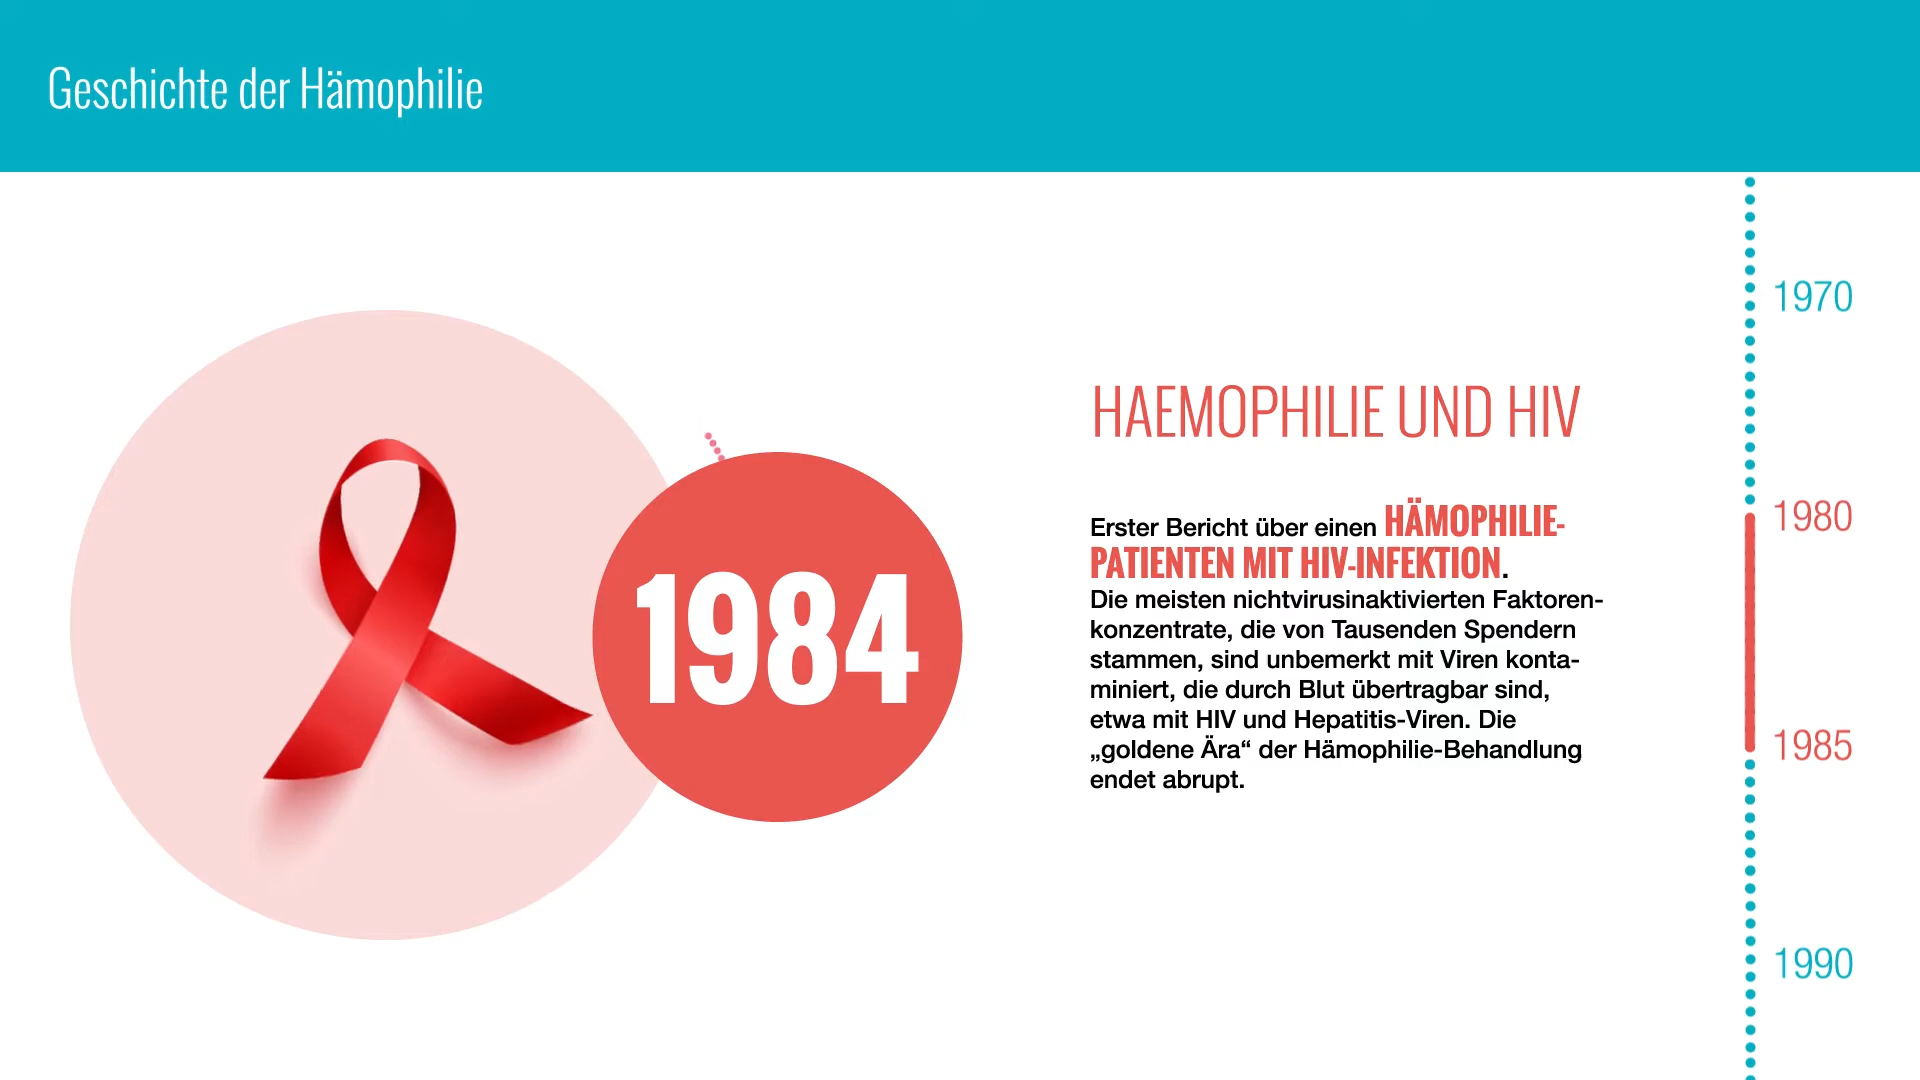 Geschichte der Hämophilie
1984
HAEMOPHILIE UND HIV
Erster Bericht über einen HÄMOPHILIE-
PATIENTEN MIT HIV-INFEKTION.
Die meisten nichtvirusinaktivierten Faktoren-
konzentrate, die von Tausenden Spendern
stammen, sind unbemerkt mit Viren konta-
miniert, die durch Blut übertragbar sind,
etwa mit HIV und Hepatitis-Viren. Die
„goldene Ära“ der Hämophilie-Behandlung
endet abrupt.
1970
1980
1985
1990